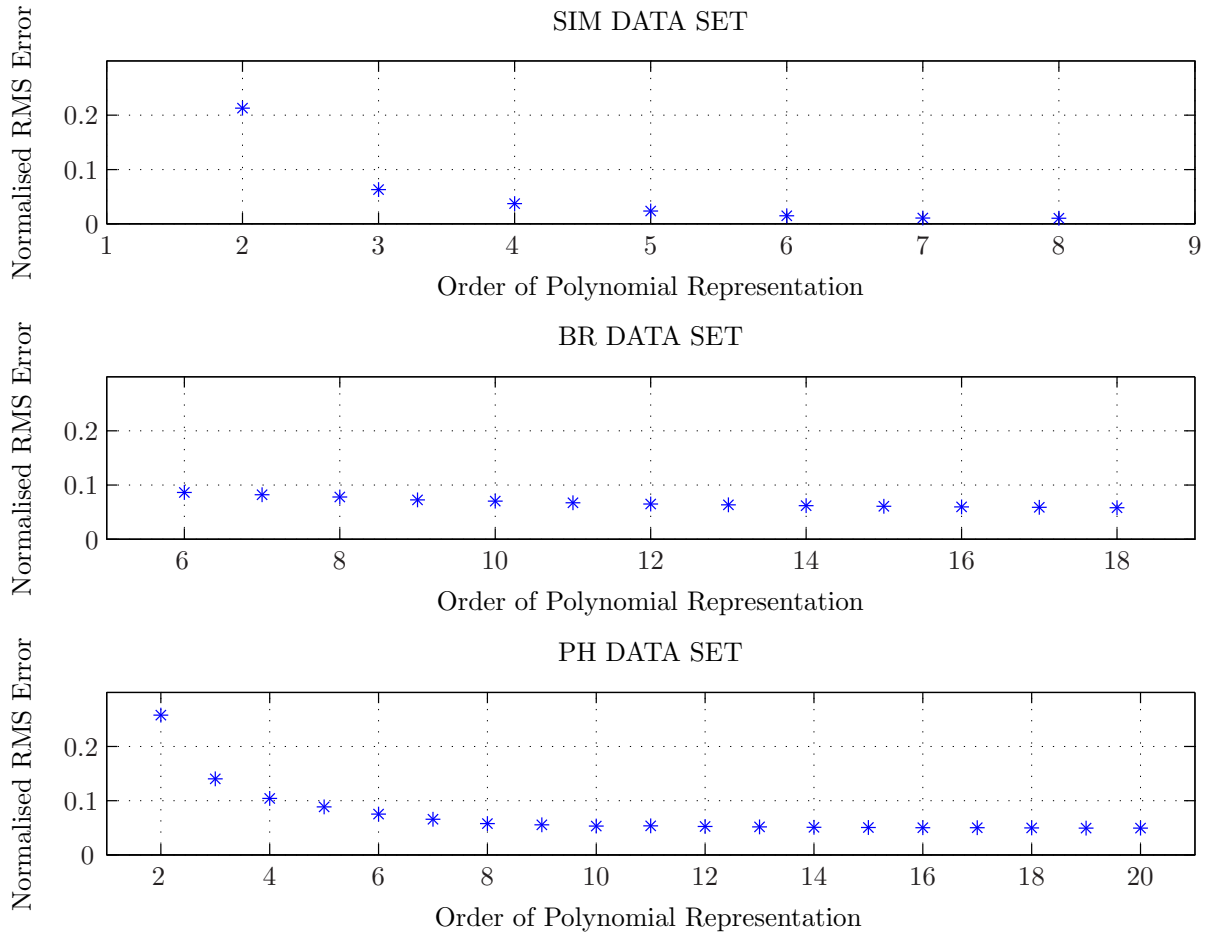 SIM DATA SET
Normalised RMS Error
0.2
0.1
0
1 2 3 4 5 6 7 8 9
Order of Polynomial Representation
BR DATA SET
Normalised RMS Error
0.2
0.1
0
6 8 10 12 14 16 18
Order of Polynomial Representation
PH DATA SET
Normalised RMS Error
0.2
0.1
0
2 4 6 8 10 12 14 16 18 20
Order of Polynomial Representation